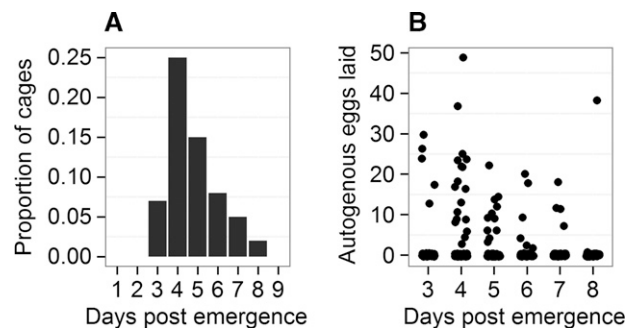 A
Proportion of cages
0.25
0.20
0.15
0.10
0.05
0.00
1 2 3 4 5 6 7 8 9
Days post emergence
B
Autogenous eggs laid
50
40
30
20
10
0
3 4 5 6 7 8
Days post emergence